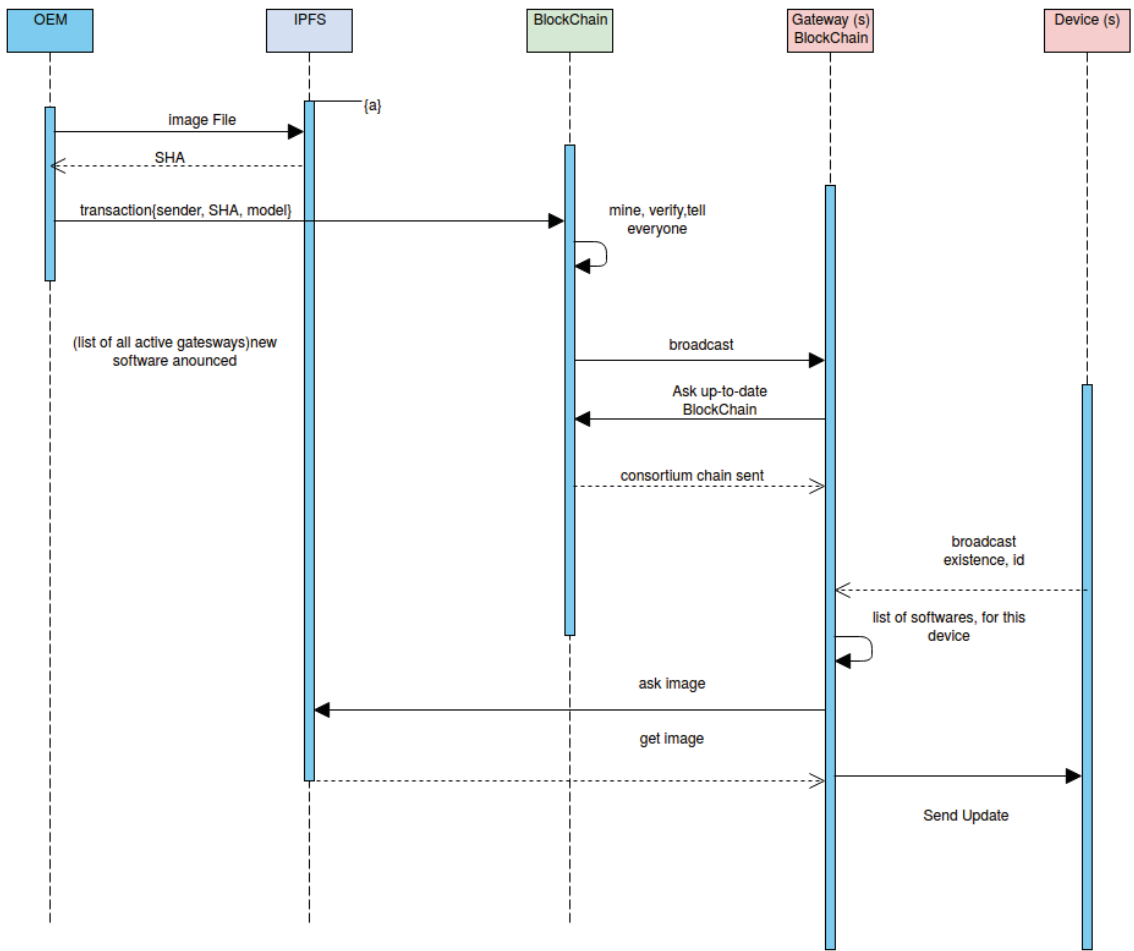 OEM
IPFS
BlockChain
Gateway (s)
BlockChain
Device (s)
{a}
image File
SHA
transaction{sender, SHA, model}
mine, verify,tell
everyone
(list of all active gatesways)new
software anounced
broadcast
Ask up-to-date
BlockChain
consortium chain sent
broadcast
existence, id
list of softwares, for this
device
ask image
get image
Send Update